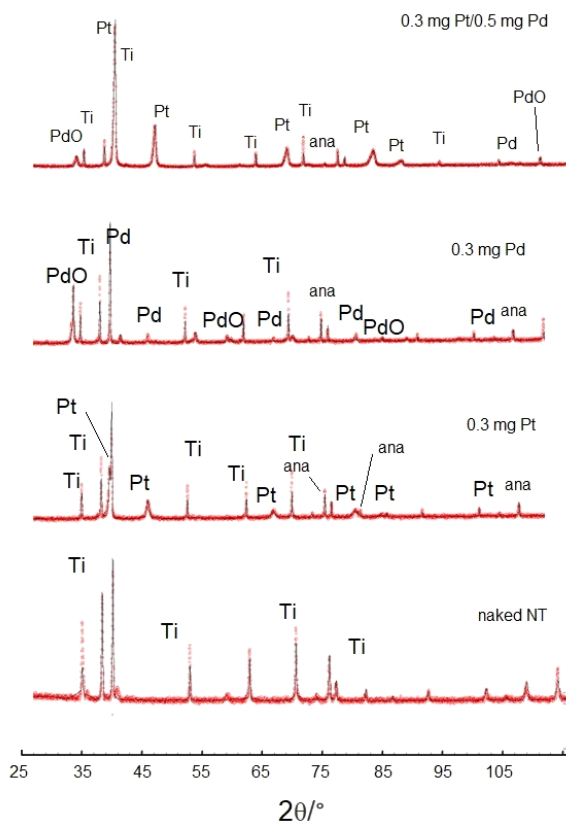 0.3 mg Pt/0.5 mg Pd
Pt
Ti
PdO
Ti
Pt
Ti
Ti
Pt
Ti
ana
Pt
Pt
Ti
Pd
PdO
0.3 mg Pd
PdO
Ti
Pd
Pd
Ti
PdO
Pd
Ti
ana
Pd
PdO
Pd
ana
0.3 mg Pt
Pt
Ti
Ti
Pt
Ti
Ti
Pt
Ti
ana
Pt
ana
Pt
Pt
ana
naked NT
Ti
Ti
Ti
Ti
25 35 45 55 65 75 85 95 105
2θ/°